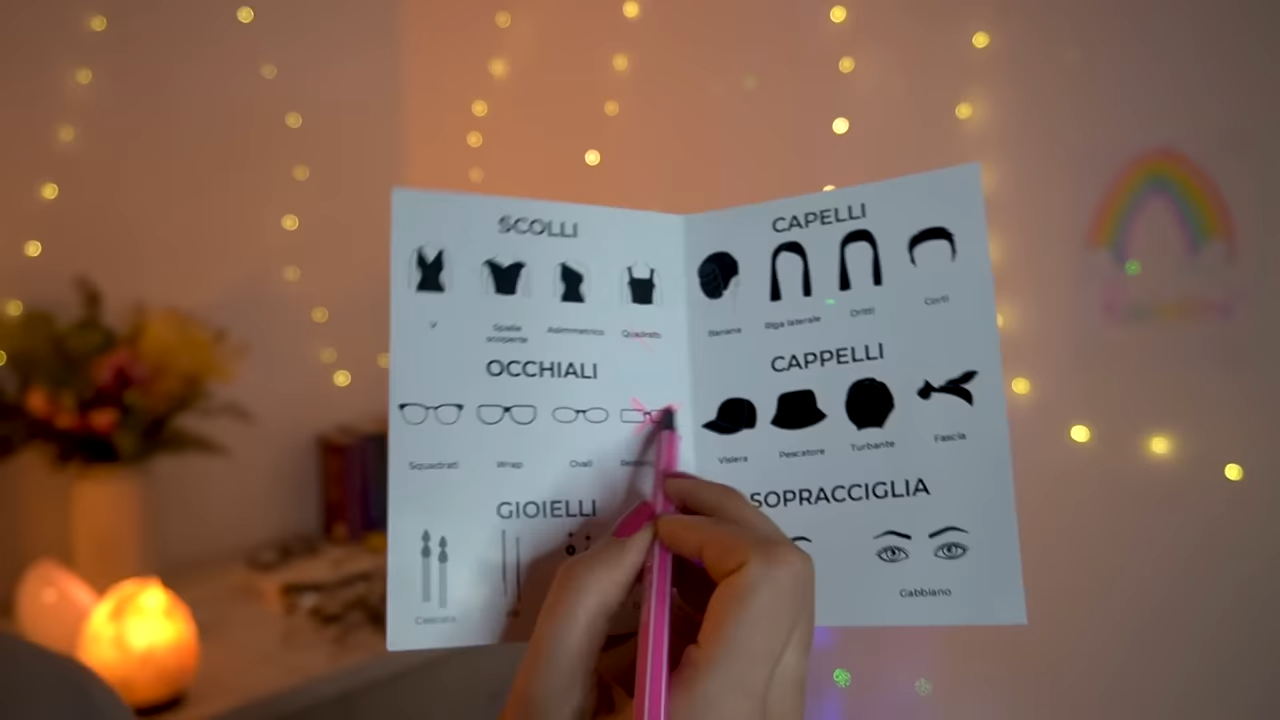 SCOLLI
V
Spalle
scoperte
Asimmetrico
Quadrato
OCCHIALI
Squadrati
Wrap
Ovali
GIOIELLI
Cascata
CAPELLI
Banana
Riga laterale
Dritti
Corti
CAPPELLI
Visiera
Pescatore
Turbante
Fascia
SOPRACCIGLIA
Gabbiano